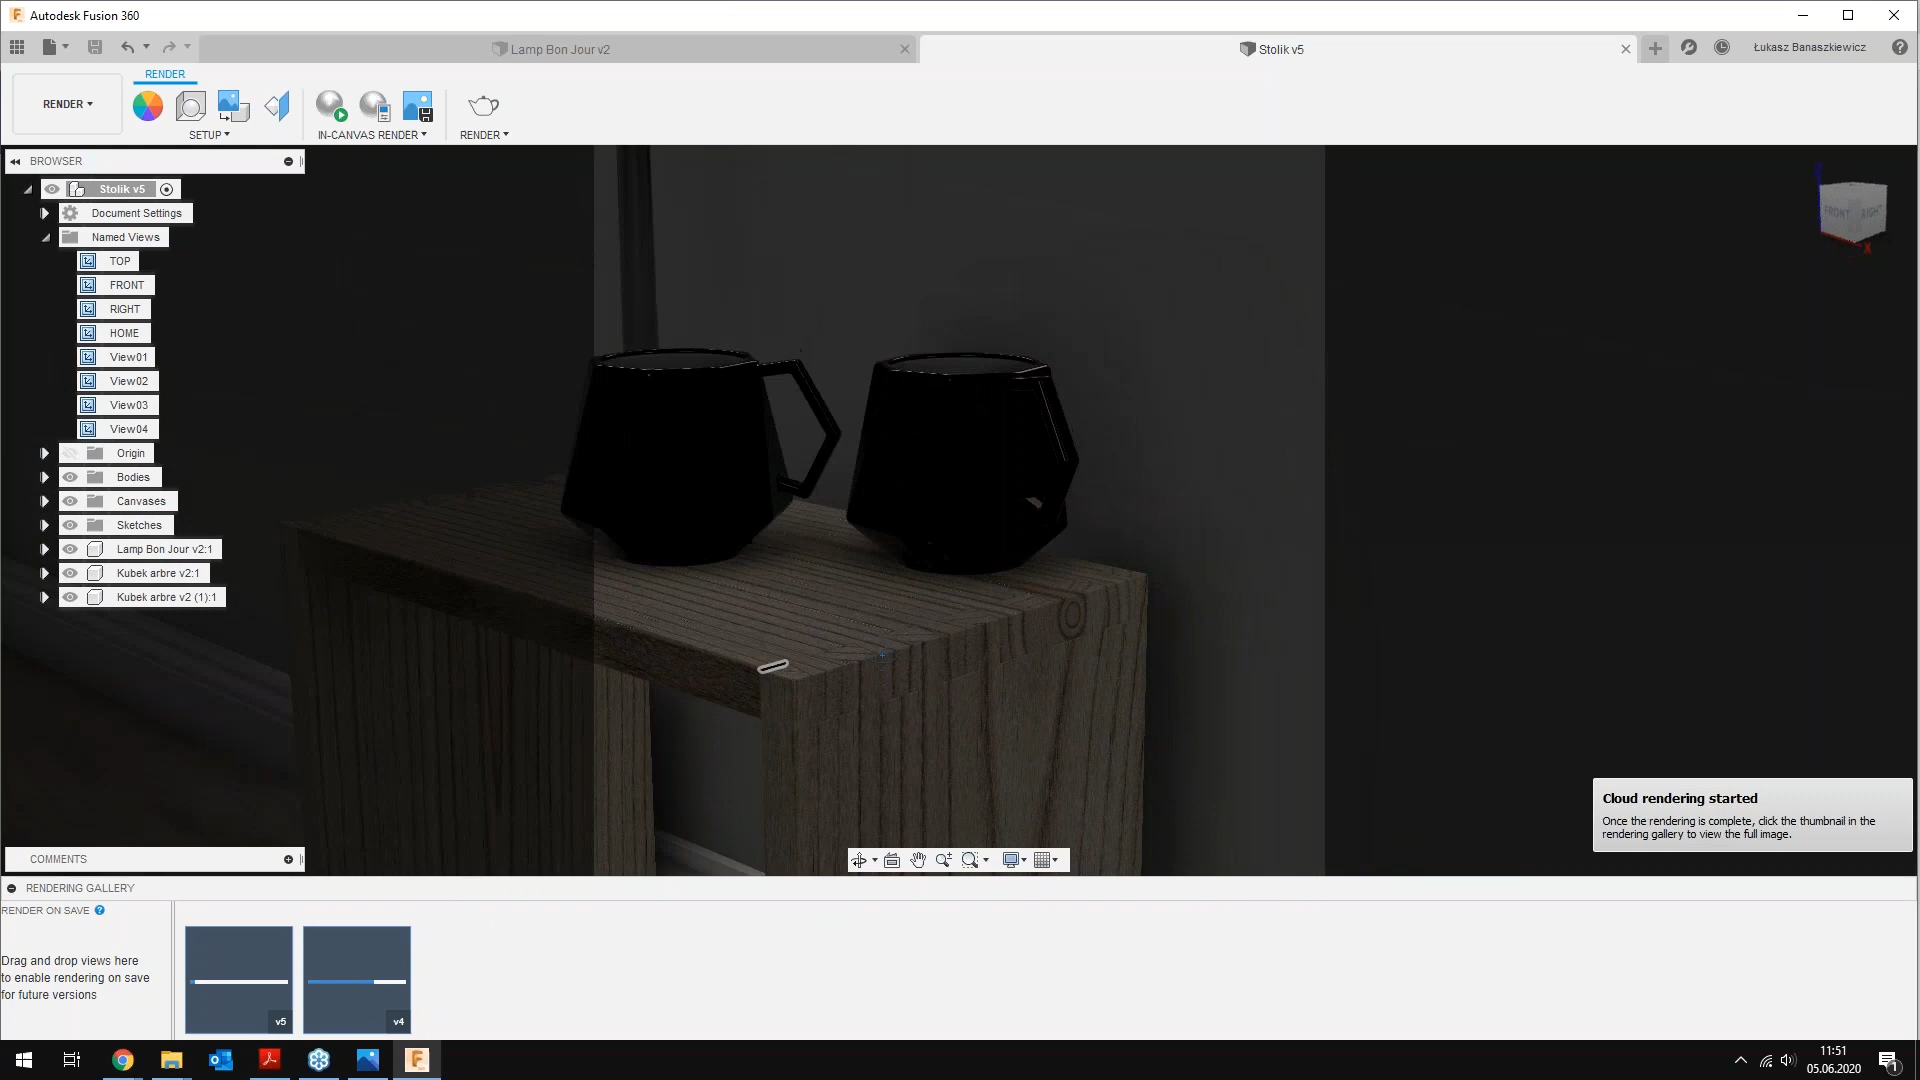 Autodesk Fusion 360
Lamp Bon Jour v2
Stolik v5
Łukasz Banaszkiewicz
RENDER
RENDER
SETUP
IN-CANVAS RENDER
RENDER
BROWSER
Stolik v5
Document Settings
Named Views
TOP
FRONT
RIGHT
HOME
View01
View02
View03
View04
Origin
Bodies
Canvases
Sketches
Lamp Bon Jour v2:1
Kubek arbre v2:1
Kubek arbre v2 (1):1
FRONT
RIGHT
X
Cloud rendering started
Once the rendering is complete, click the thumbnail in the
rendering gallery to view the full image.
COMMENTS
RENDERING GALLERY
RENDER ON SAVE
Drag and drop views here
to enable rendering on save
for future versions
v5
v4
11:51
05.06.2020
1